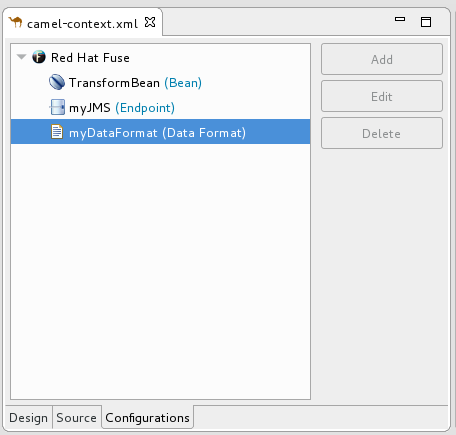 camel-context.xml
Red Hat Fuse
TransformBean (Bean)
myJMS (Endpoint)
myDataFormat (Data Format)
Add
Edit
Delete
Design Source Configurations